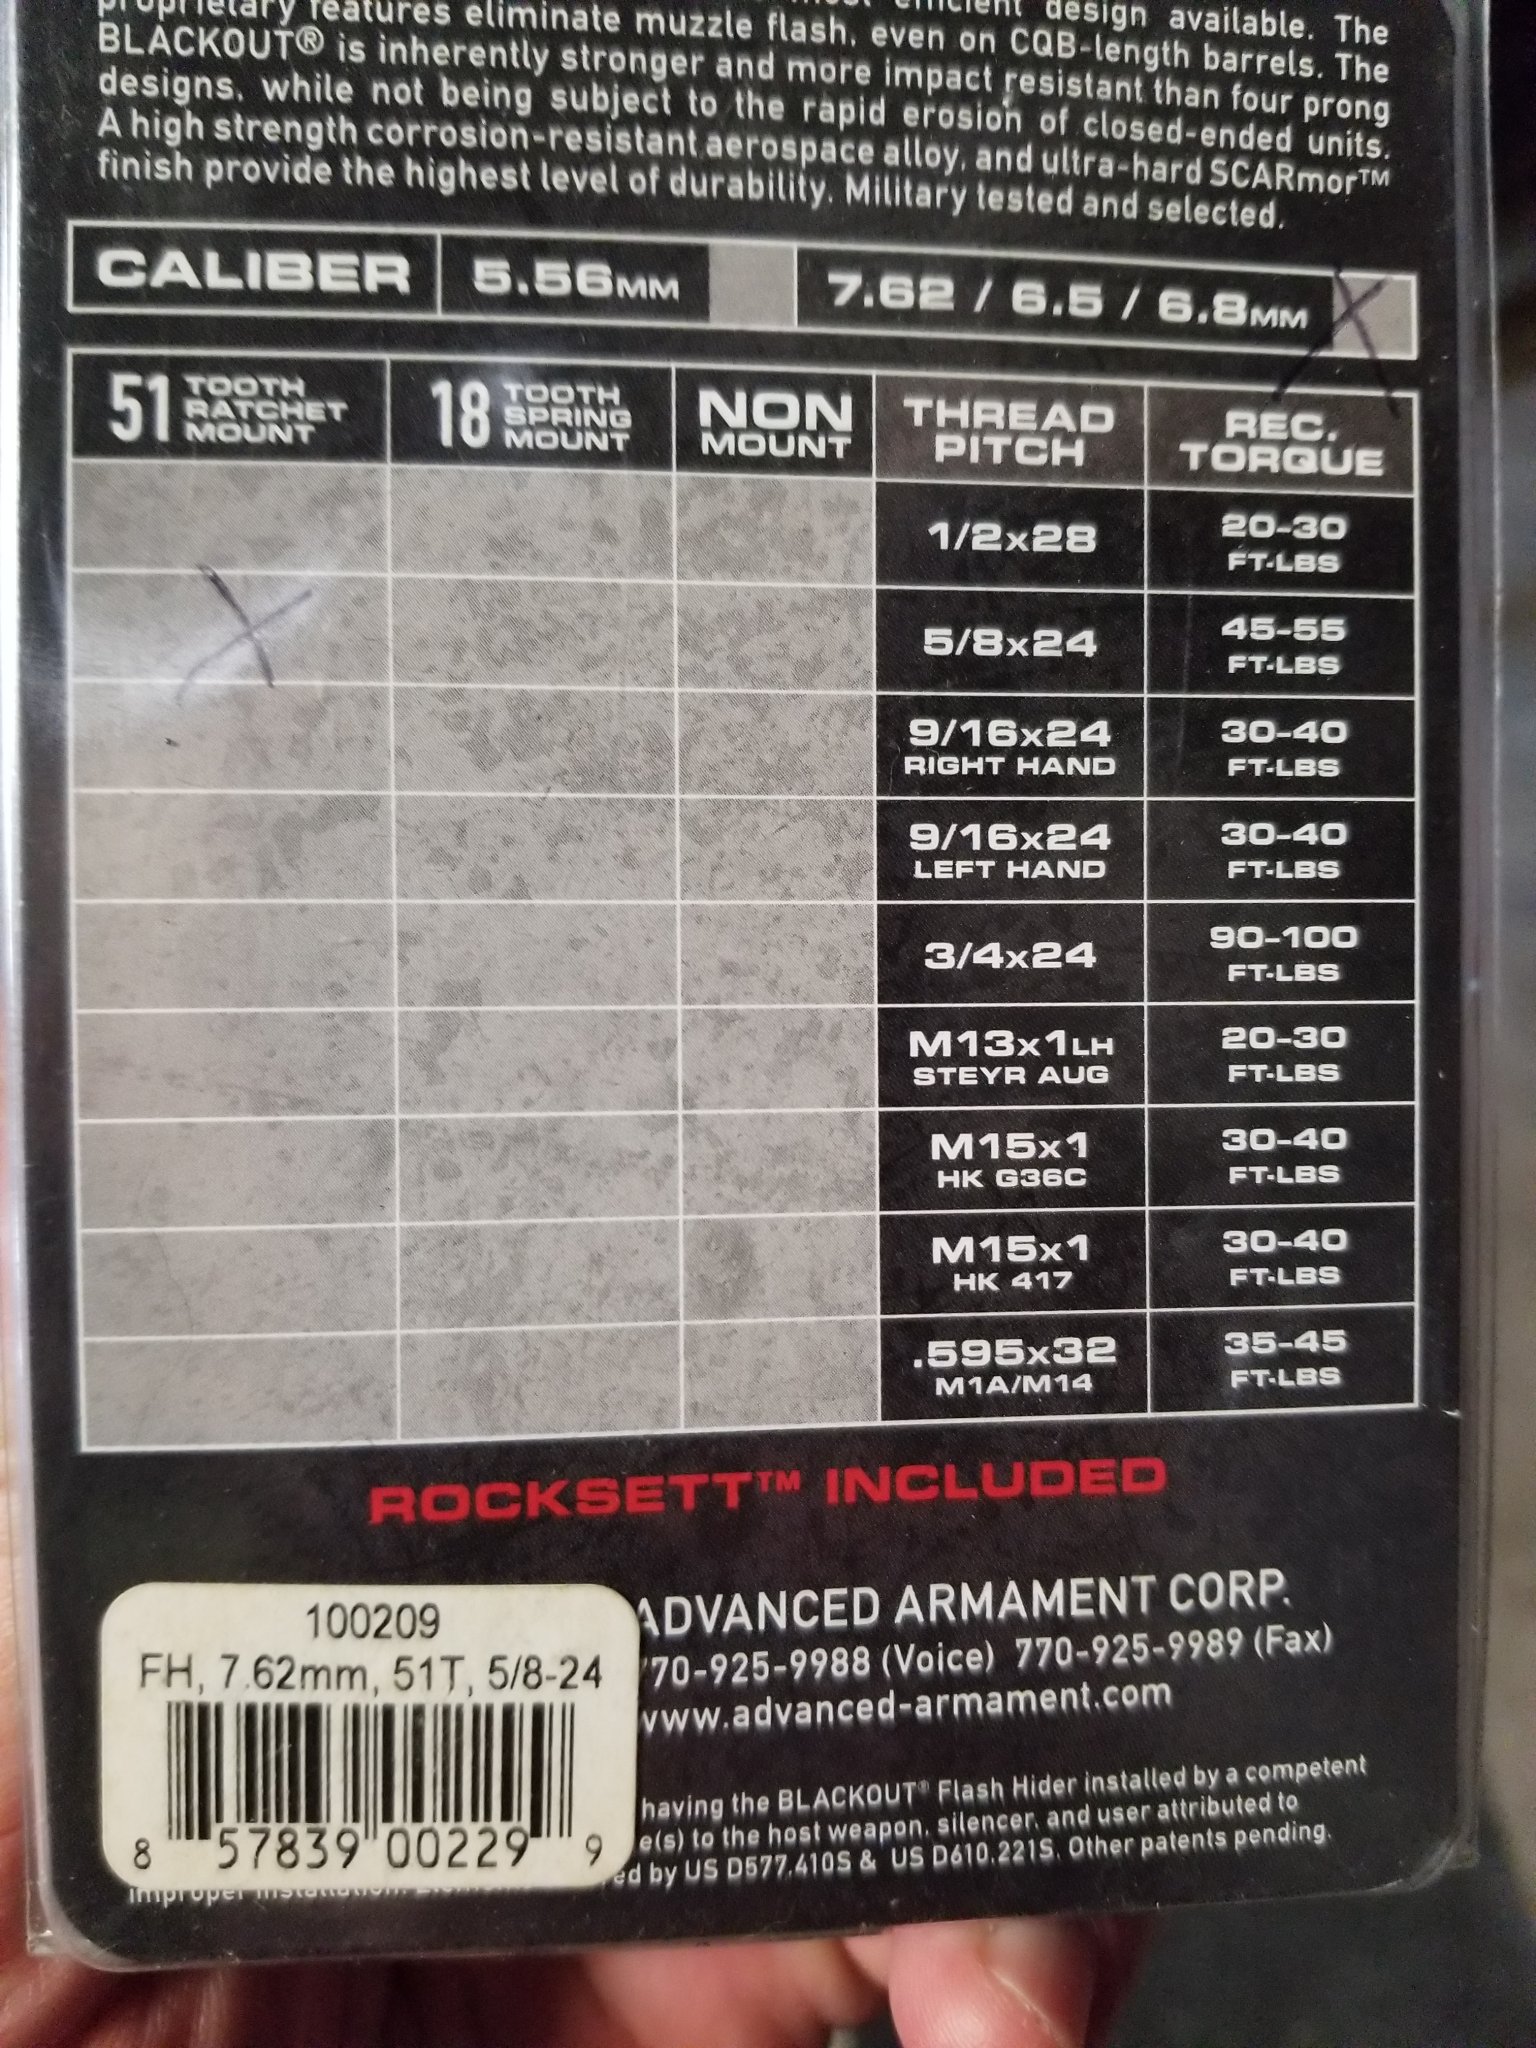 proprietary features eliminate muzzle flash, even on CQB-length barrels. The
efficient design available. The
BLACKOUT® is inherently stronger and more impact resistant than four prong
designs, while not being subject to the rapid erosion of closed-ended units.
A high strength corrosion-resistant aerospace alloy, and ultra-hard SCARmor™
finish provide the highest level of durability. Military tested and selected.
CALIBER 5.56MM 7.62 / 6.5 / 6.8MM X
51 TOOTH RATCHET MOUNT 18 TOOTH SPRING MOUNT NON MOUNT THREAD PITCH REC. TORQUE
1/2x28 20-30 FT-LBS
X 5/8x24 45-55 FT-LBS
9/16x24 RIGHT HAND 30-40 FT-LBS
9/16x24 LEFT HAND 30-40 FT-LBS
3/4x24 90-100 FT-LBS
M13x1LH STEYR AUG 20-30 FT-LBS
M15x1 HK G36C 30-40 FT-LBS
M15x1 HK 417 30-40 FT-LBS
.595x32 M1A/M14 35-45 FT-LBS
ROCKSETT™ INCLUDED
ADVANCED ARMAMENT CORP.
770-925-9988 (Voice) 770-925-9989 (Fax)
www.advanced-armament.com
100209
FH, 7.62mm, 51T, 5/8-24
8 57839 00229 9
having the BLACKOUT® Flash Hider installed by a competent
e(s) to the host weapon, silencer, and user attributed to
improper installation. ed by US D577,410S & US D610,221S. Other patents pending.